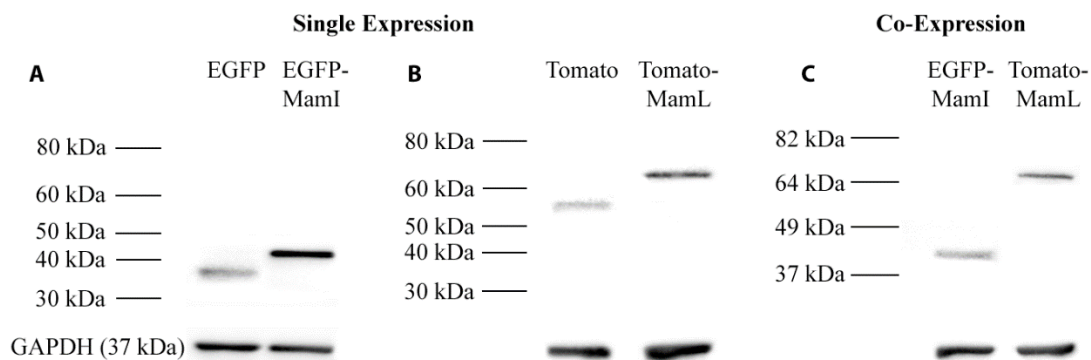 Single Expression
Co-Expression
A
EGFP
EGFP-
MamI
80 kDa
60 kDa
50 kDa
40 kDa
30 kDa
GAPDH (37 kDa)
B
Tomato
Tomato-
MamL
80 kDa
60 kDa
50 kDa
40 kDa
30 kDa
C
EGFP-
MamI
Tomato-
MamL
82 kDa
64 kDa
49 kDa
37 kDa